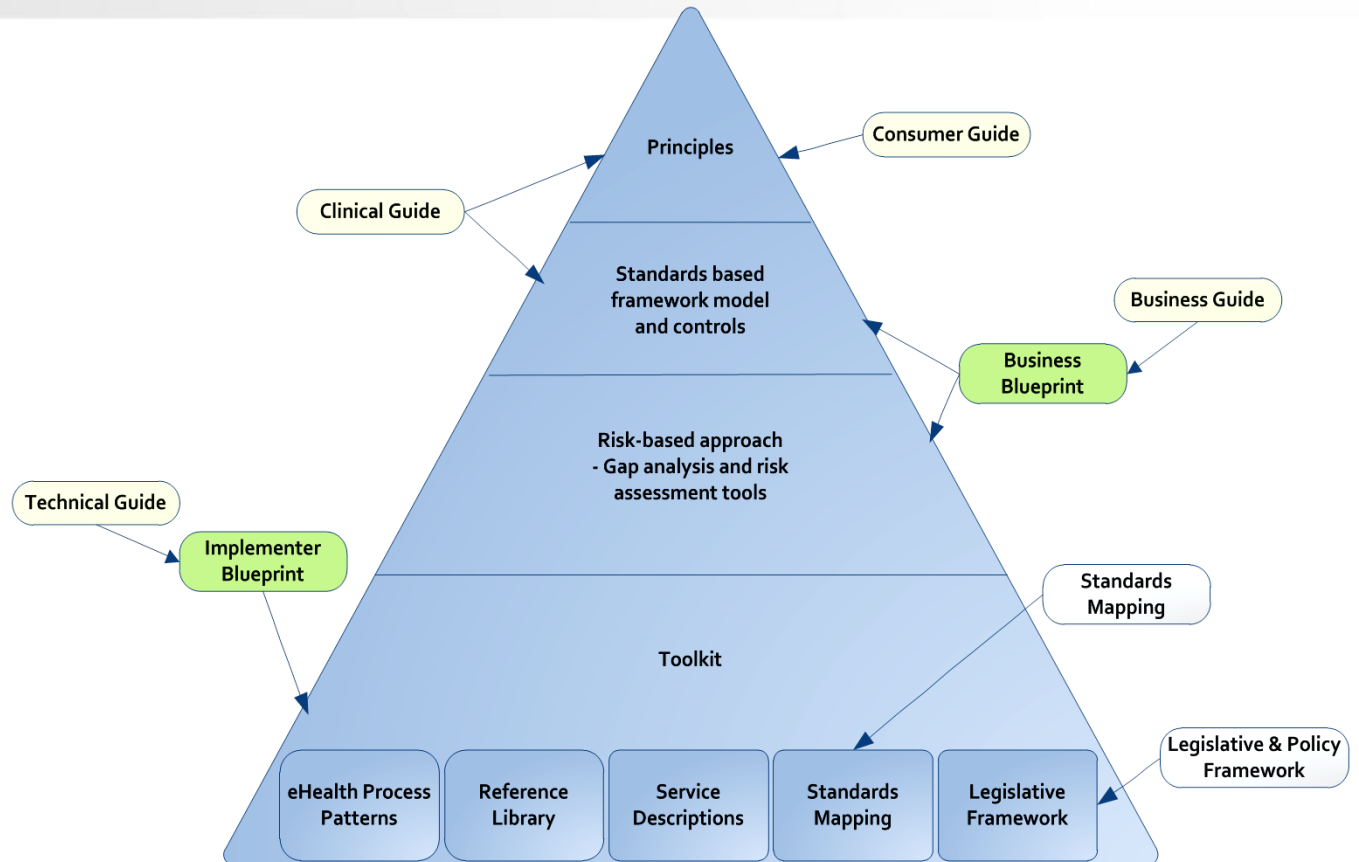 Principles
Consumer Guide
Clinical Guide
Standards based
framework model
and controls
Business Guide
Business
Blueprint
Risk-based approach
- Gap analysis and risk
assessment tools
Technical Guide
Implementer
Blueprint
Standards
Mapping
Toolkit
Legislative & Policy
Framework
eHealth Process
Patterns
Reference
Library
Service
Descriptions
Standards
Mapping
Legislative
Framework